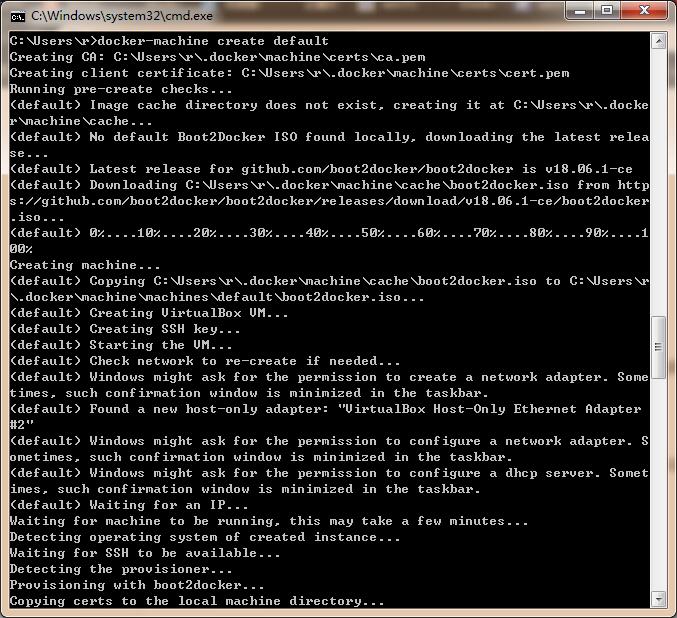 C:\Windows\system32\cmd.exe
C:\Users\r>docker-machine create default
Creating CA: C:\Users\r\.docker\machine\certs\ca.pem
Creating client certificate: C:\Users\r\.docker\machine\certs\cert.pem
Running pre-create checks...
(default) Image cache directory does not exist, creating it at C:\Users\r\.docke
r\machine\cache...
(default) No default Boot2Docker ISO found locally, downloading the latest relea
se...
(default) Latest release for github.com/boot2docker/boot2docker is v18.06.1-ce
(default) Downloading C:\Users\r\.docker\machine\cache\boot2docker.iso from http
s://github.com/boot2docker/boot2docker/releases/download/v18.06.1-ce/boot2docker
.iso...
(default) 0%....10%....20%....30%....40%....50%....60%....70%....80%....90%....1
00%
Creating machine...
(default) Copying C:\Users\r\.docker\machine\cache\boot2docker.iso to C:\Users\r
\.docker\machine\machines\default\boot2docker.iso...
(default) Creating VirtualBox VM...
(default) Creating SSH key...
(default) Starting the VM...
(default) Check network to re-create if needed...
(default) Windows might ask for the permission to create a network adapter. Some
times, such confirmation window is minimized in the taskbar.
(default) Found a new host-only adapter: "VirtualBox Host-Only Ethernet Adapter
#2"
(default) Windows might ask for the permission to configure a network adapter. S
ometimes, such confirmation window is minimized in the taskbar.
(default) Windows might ask for the permission to configure a dhcp server. Somet
imes, such confirmation window is minimized in the taskbar.
(default) Waiting for an IP...
Waiting for machine to be running, this may take a few minutes...
Detecting operating system of created instance...
Waiting for SSH to be available...
Detecting the provisioner...
Provisioning with boot2docker...
Copying certs to the local machine directory...